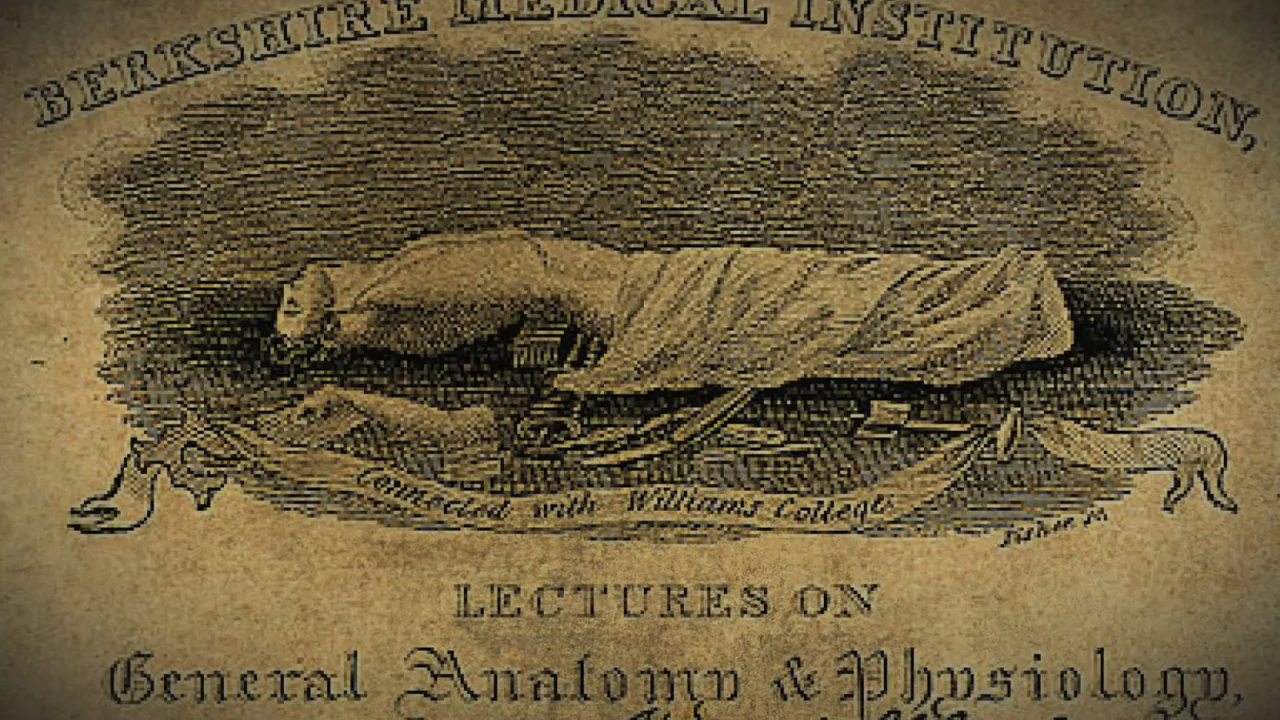 BERKSHIRE MEDICAL INSTITUTION,
Connected with Williams College.
LECTURES ON
General Anatomy & Physiology,